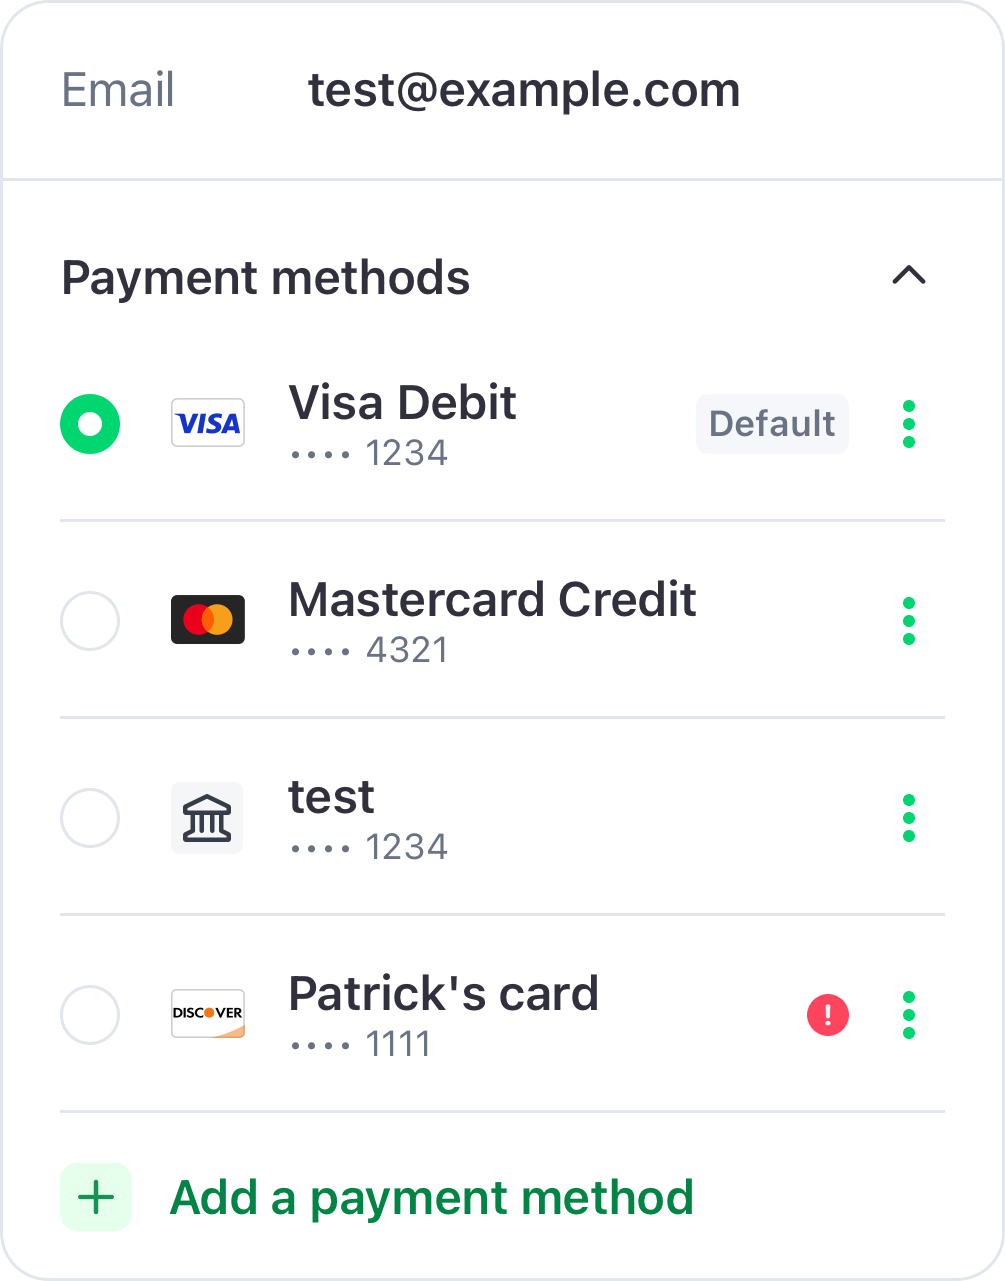 Email test@example.com
Payment methods
VISA Visa Debit Default
•••• 1234
Mastercard Credit
•••• 4321
test
•••• 1234
DISCOVER Patrick's card !
•••• 1111
+ Add a payment method